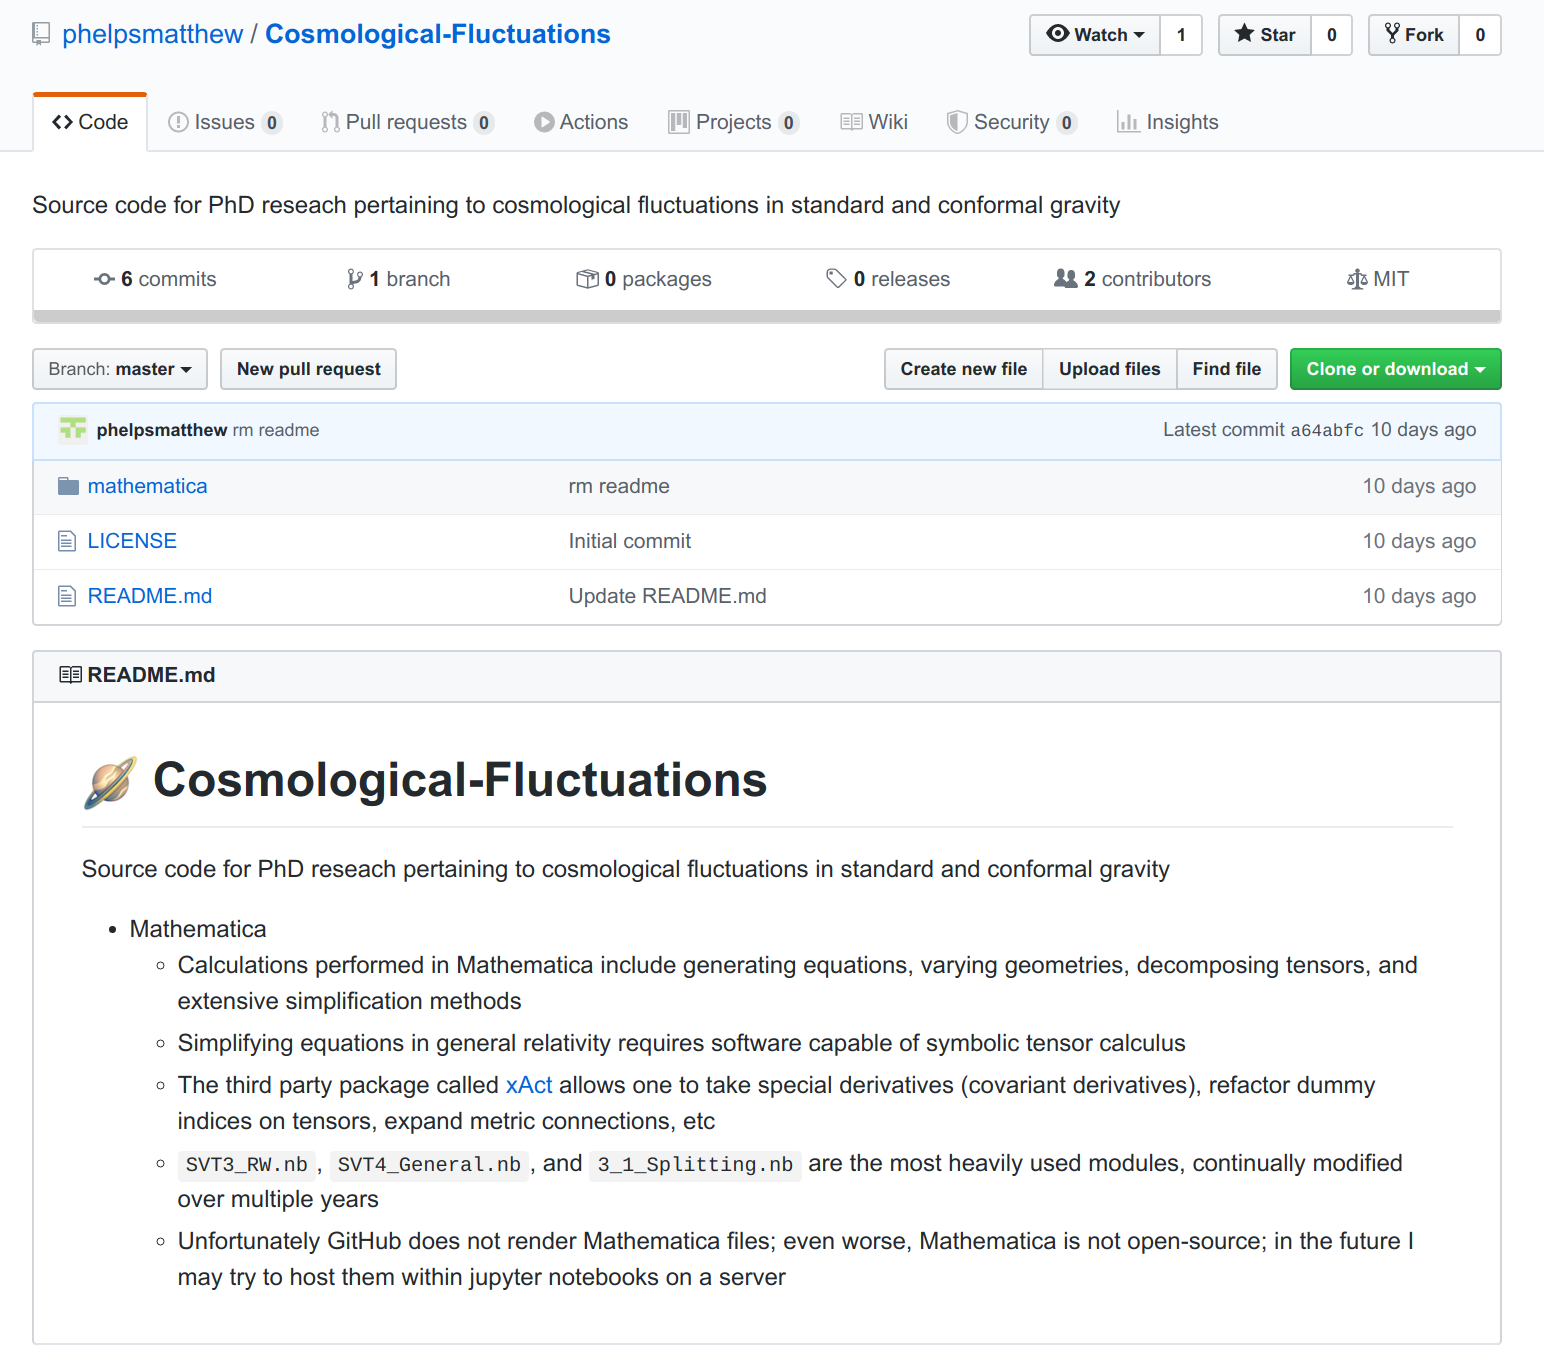 phelpsmatthew / Cosmological-Fluctuations
Watch 1 Star 0 Fork 0
Code Issues 0 Pull requests 0 Actions Projects 0 Wiki Security 0 Insights
Source code for PhD reseach pertaining to cosmological fluctuations in standard and conformal gravity
6 commits 1 branch 0 packages 0 releases 2 contributors MIT
Branch: master New pull request Create new file Upload files Find file Clone or download
phelpsmatthew rm readme Latest commit a64abfc 10 days ago
mathematica rm readme 10 days ago
LICENSE Initial commit 10 days ago
README.md Update README.md 10 days ago
README.md
Cosmological-Fluctuations
Source code for PhD reseach pertaining to cosmological fluctuations in standard and conformal gravity
Mathematica
Calculations performed in Mathematica include generating equations, varying geometries, decomposing tensors, and
extensive simplification methods
Simplifying equations in general relativity requires software capable of symbolic tensor calculus
The third party package called xAct allows one to take special derivatives (covariant derivatives), refactor dummy
indices on tensors, expand metric connections, etc
SVT3_RW.nb, SVT4_General.nb, and 3_1_Splitting.nb are the most heavily used modules, continually modified
over multiple years
Unfortunately GitHub does not render Mathematica files; even worse, Mathematica is not open-source; in the future I
may try to host them within jupyter notebooks on a server